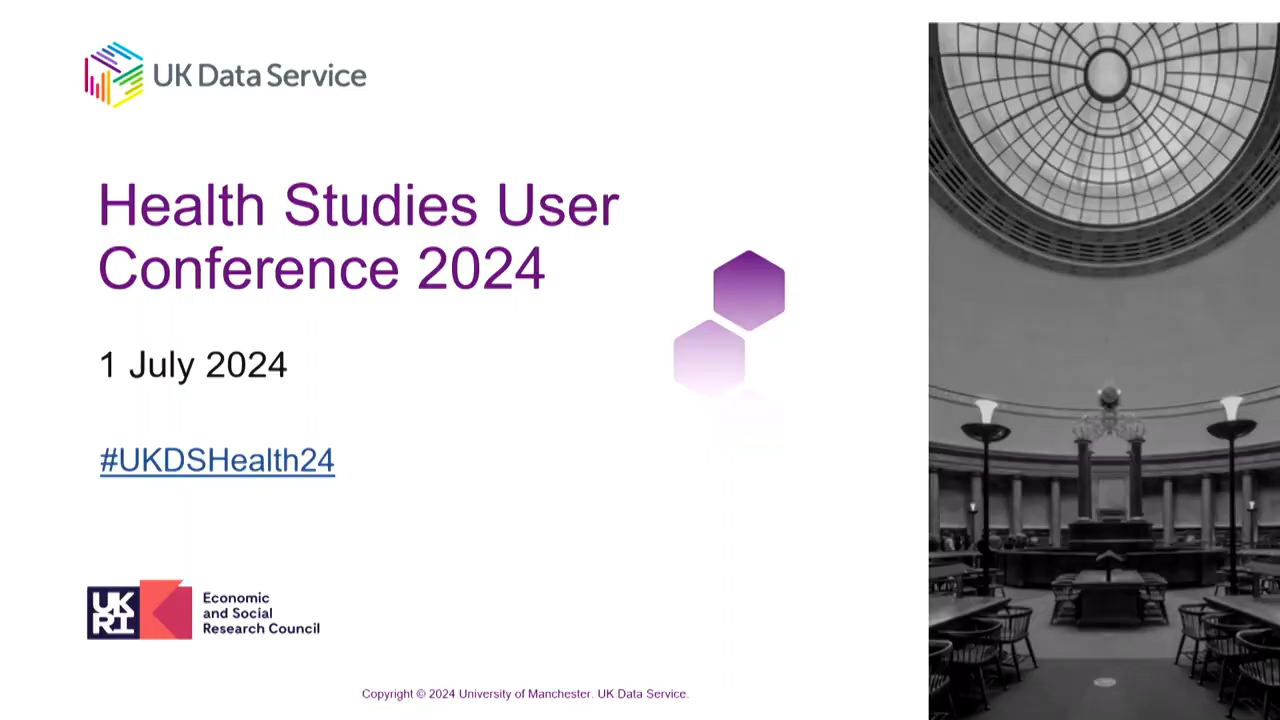 UK Data Service
Health Studies User
Conference 2024
1 July 2024
#UKDSHealth24
UK
RI
Economic
and Social
Research Council
Copyright © 2024 University of Manchester. UK Data Service.